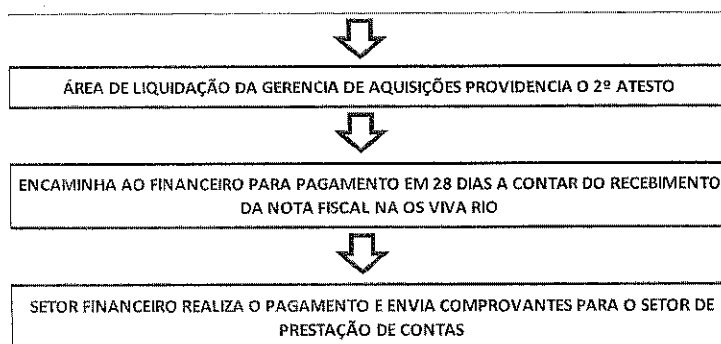 ÁREA DE LIQUIDAÇÃO DA GERENCIA DE AQUISIÇÕES PROVIDENCIA O 2º ATESTO
ENCAMINHA AO FINANCEIRO PARA PAGAMENTO EM 28 DIAS A CONTAR DO RECEBIMENTO
DA NOTA FISCAL NA OS VIVA RIO
SETOR FINANCEIRO REALIZA O PAGAMENTO E ENVIA COMPROVANTES PARA O SETOR DE
PRESTAÇÃO DE CONTAS